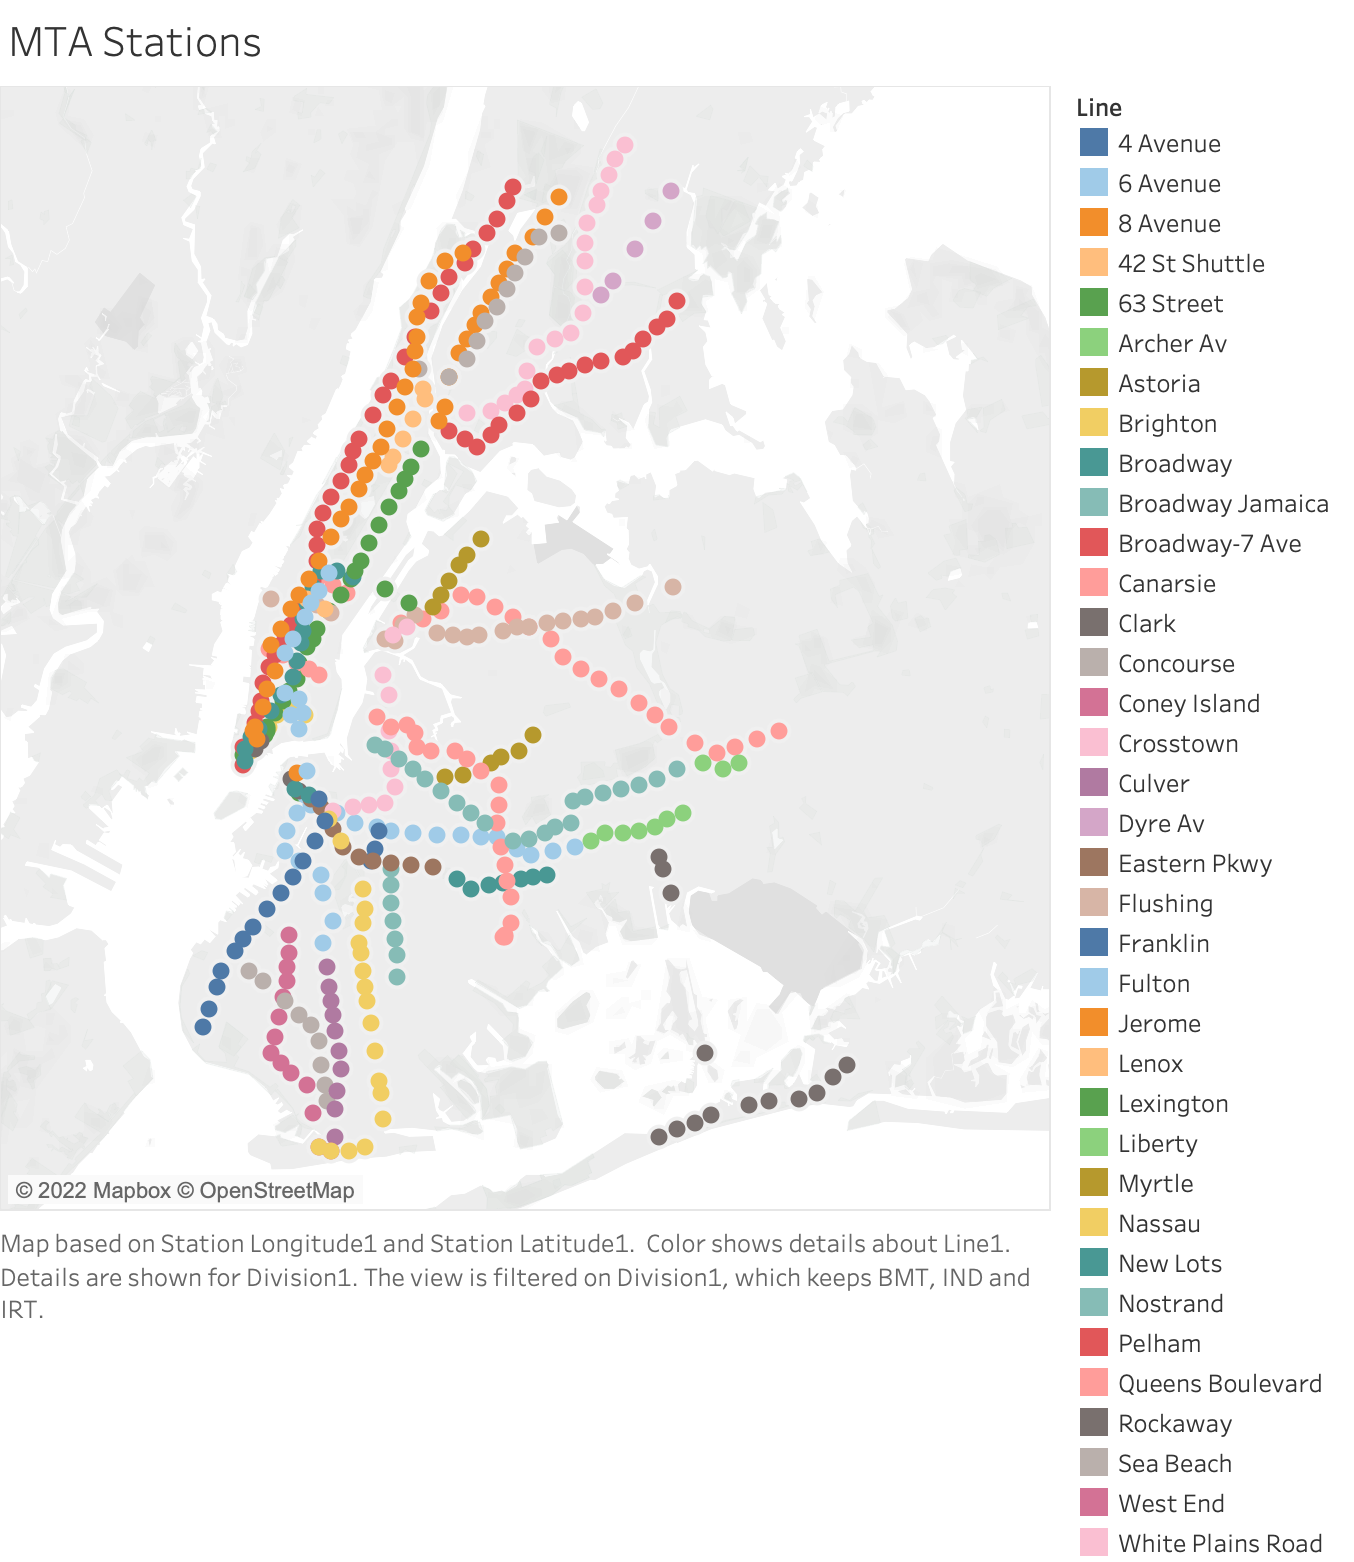 MTA Stations
Line
4 Avenue
6 Avenue
8 Avenue
42 St Shuttle
63 Street
Archer Av
Astoria
Brighton
Broadway
Broadway Jamaica
Broadway-7 Ave
Canarsie
Clark
Concourse
Coney Island
Crosstown
Culver
Dyre Av
Eastern Pkwy
Flushing
Franklin
Fulton
Jerome
Lenox
Lexington
Liberty
Myrtle
Nassau
New Lots
Nostrand
Pelham
Queens Boulevard
Rockaway
Sea Beach
West End
White Plains Road
© 2022 Mapbox © OpenStreetMap
Map based on Station Longitude1 and Station Latitude1.  Color shows details about Line1.
Details are shown for Division1. The view is filtered on Division1, which keeps BMT, IND and
IRT.